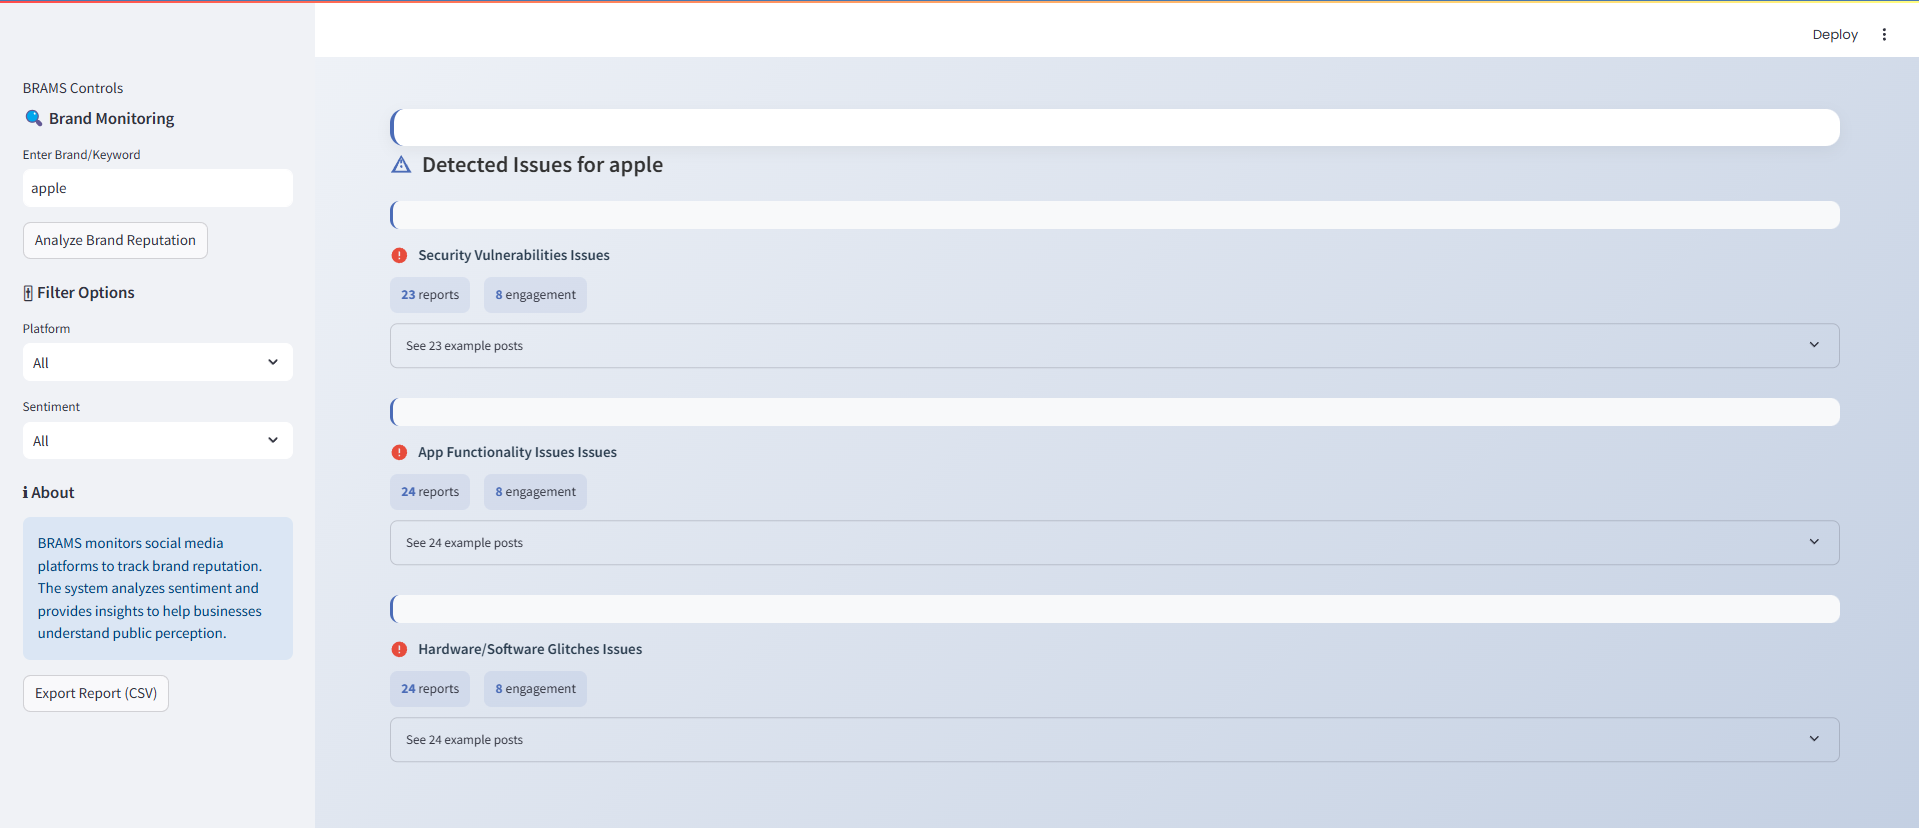 Deploy
BRAMS Controls
Brand Monitoring
Enter Brand/Keyword
apple
Analyze Brand Reputation
Filter Options
Platform
All
Sentiment
All
About
BRAMS monitors social media
platforms to track brand reputation.
The system analyzes sentiment and
provides insights to help businesses
understand public perception.
Export Report (CSV)
Detected Issues for apple
Security Vulnerabilities Issues
23 reports
8 engagement
See 23 example posts
App Functionality Issues Issues
24 reports
8 engagement
See 24 example posts
Hardware/Software Glitches Issues
24 reports
8 engagement
See 24 example posts